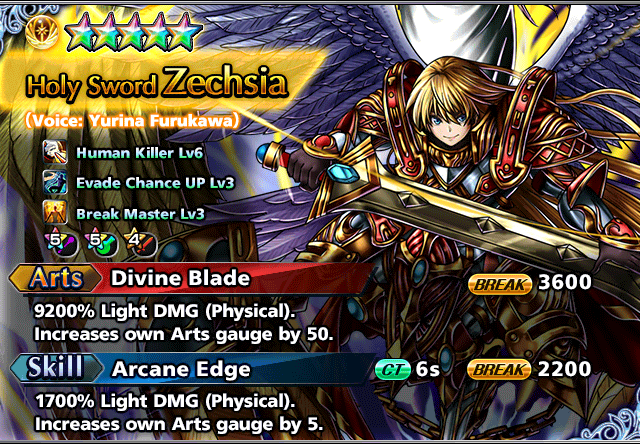 Holy Sword Zechsia
(Voice: Yurina Furukawa)
Human Killer Lv6
Evade Chance UP Lv3
Break Master Lv3
5 5 4
Arts Divine Blade BREAK 3600
9200% Light DMG (Physical).
Increases own Arts gauge by 50.
Skill Arcane Edge CT 6s BREAK 2200
1700% Light DMG (Physical).
Increases own Arts gauge by 5.